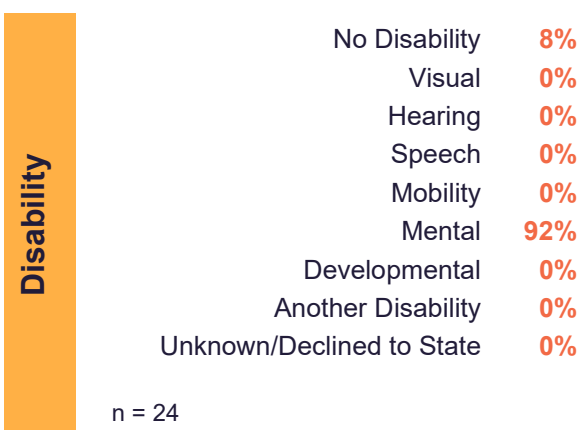 Disability
No Disability 8%
Visual 0%
Hearing 0%
Speech 0%
Mobility 0%
Mental 92%
Developmental 0%
Another Disability 0%
Unknown/Declined to State 0%
n = 24